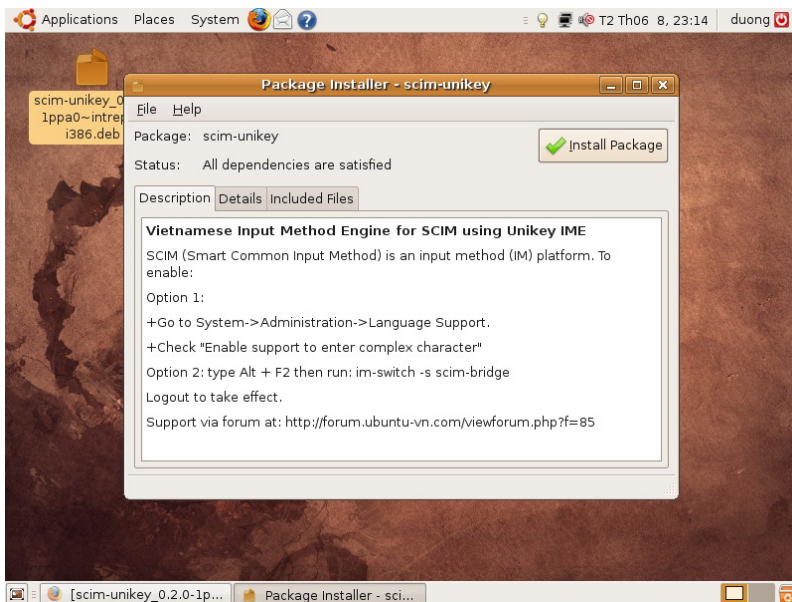 Applications Places System T2 Th06 8, 23:14 duong
scim-unikey_0
1ppa0~intrep
i386.deb
Package Installer - scim-unikey
File Help
Package: scim-unikey
Install Package
Status: All dependencies are satisfied
Description Details Included Files
Vietnamese Input Method Engine for SCIM using Unikey IME
SCIM (Smart Common Input Method) is an input method (IM) platform. To
enable:
Option 1:
+Go to System->Administration->Language Support.
+Check "Enable support to enter complex character"
Option 2: type Alt + F2 then run: im-switch -s scim-bridge
Logout to take effect.
Support via forum at: http://forum.ubuntu-vn.com/viewforum.php?f=85
[scim-unikey_0.2.0-1p... Package Installer - sci...